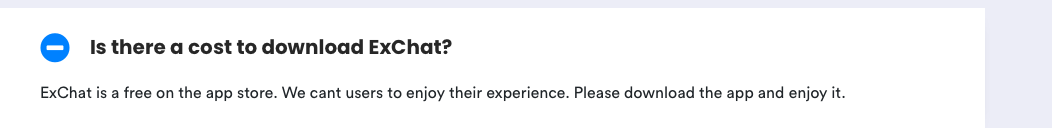 Is there a cost to download ExChat?
ExChat is a free on the app store. We cant users to enjoy their experience. Please download the app and enjoy it.